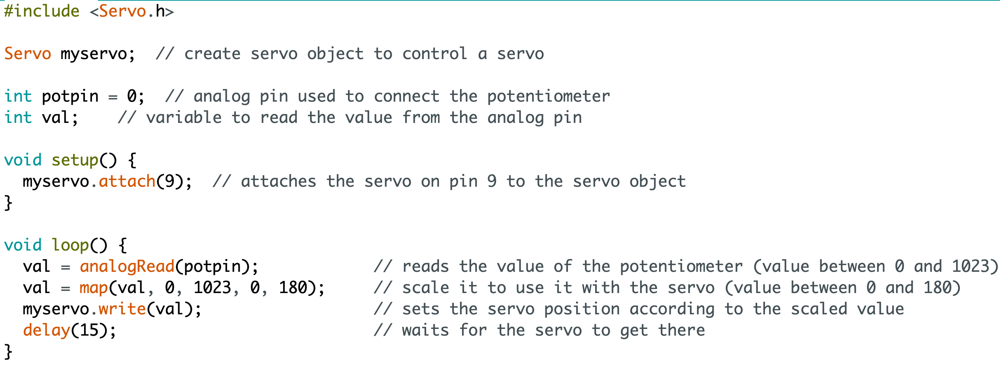 #include <Servo.h>

Servo myservo;  // create servo object to control a servo

int potpin = 0;  // analog pin used to connect the potentiometer
int val;    // variable to read the value from the analog pin

void setup() {
  myservo.attach(9);  // attaches the servo on pin 9 to the servo object
}

void loop() {
  val = analogRead(potpin);            // reads the value of the potentiometer (value between 0 and 1023)
  val = map(val, 0, 1023, 0, 180);     // scale it to use it with the servo (value between 0 and 180)
  myservo.write(val);                  // sets the servo position according to the scaled value
  delay(15);                           // waits for the servo to get there
}